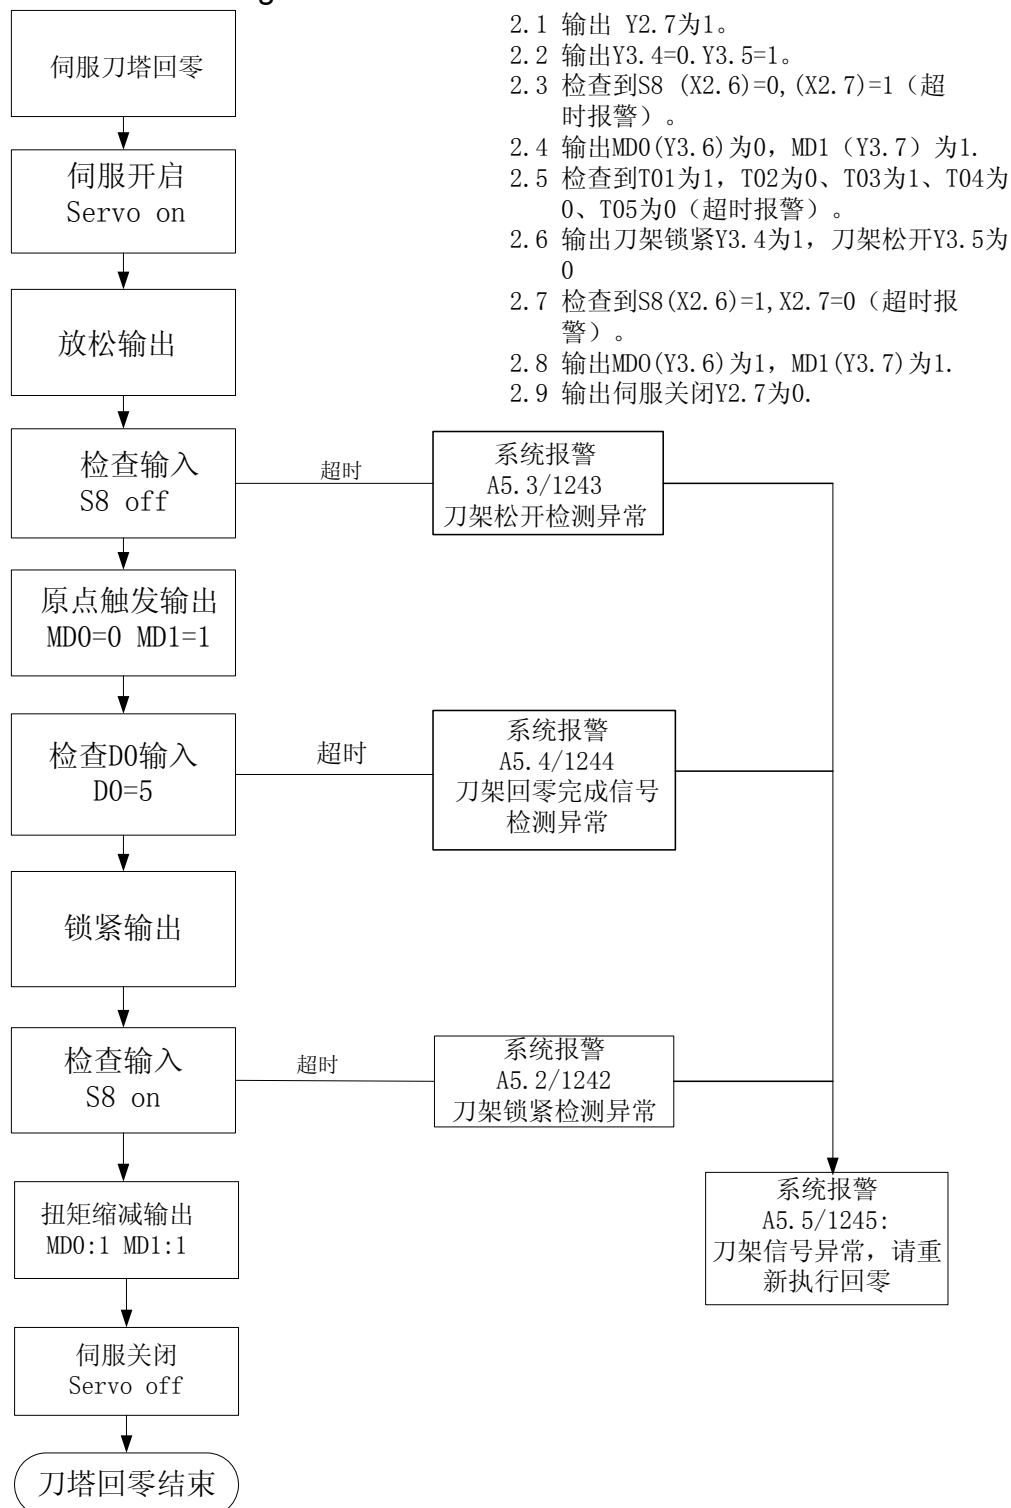 g
伺服刀塔回零
2.1 输出 Y2.7为1。
2.2 输出Y3.4=0.Y3.5=1。
2.3 检查到S8 (X2.6)=0,(X2.7)=1（超
时报警）。
2.4 输出MD0(Y3.6)为0，MD1（Y3.7）为1.
2.5 检查到T01为1，T02为0、T03为1、T04为
0、T05为0（超时报警）。
2.6 输出刀架锁紧Y3.4为1，刀架松开Y3.5为
0
2.7 检查到S8(X2.6)=1,X2.7=0（超时报
警）。
2.8 输出MD0(Y3.6)为1，MD1(Y3.7)为1.
2.9 输出伺服关闭Y2.7为0.
伺服开启
Servo on
放松输出
检查输入
S8 off
超时
系统报警
A5.3/1243
刀架松开检测异常
原点触发输出
MD0=0 MD1=1
检查D0输入
D0=5
超时
系统报警
A5.4/1244
刀架回零完成信号
检测异常
锁紧输出
检查输入
S8 on
超时
系统报警
A5.2/1242
刀架锁紧检测异常
扭矩缩减输出
MD0:1 MD1:1
系统报警
A5.5/1245:
刀架信号异常，请重
新执行回零
伺服关闭
Servo off
刀塔回零结束